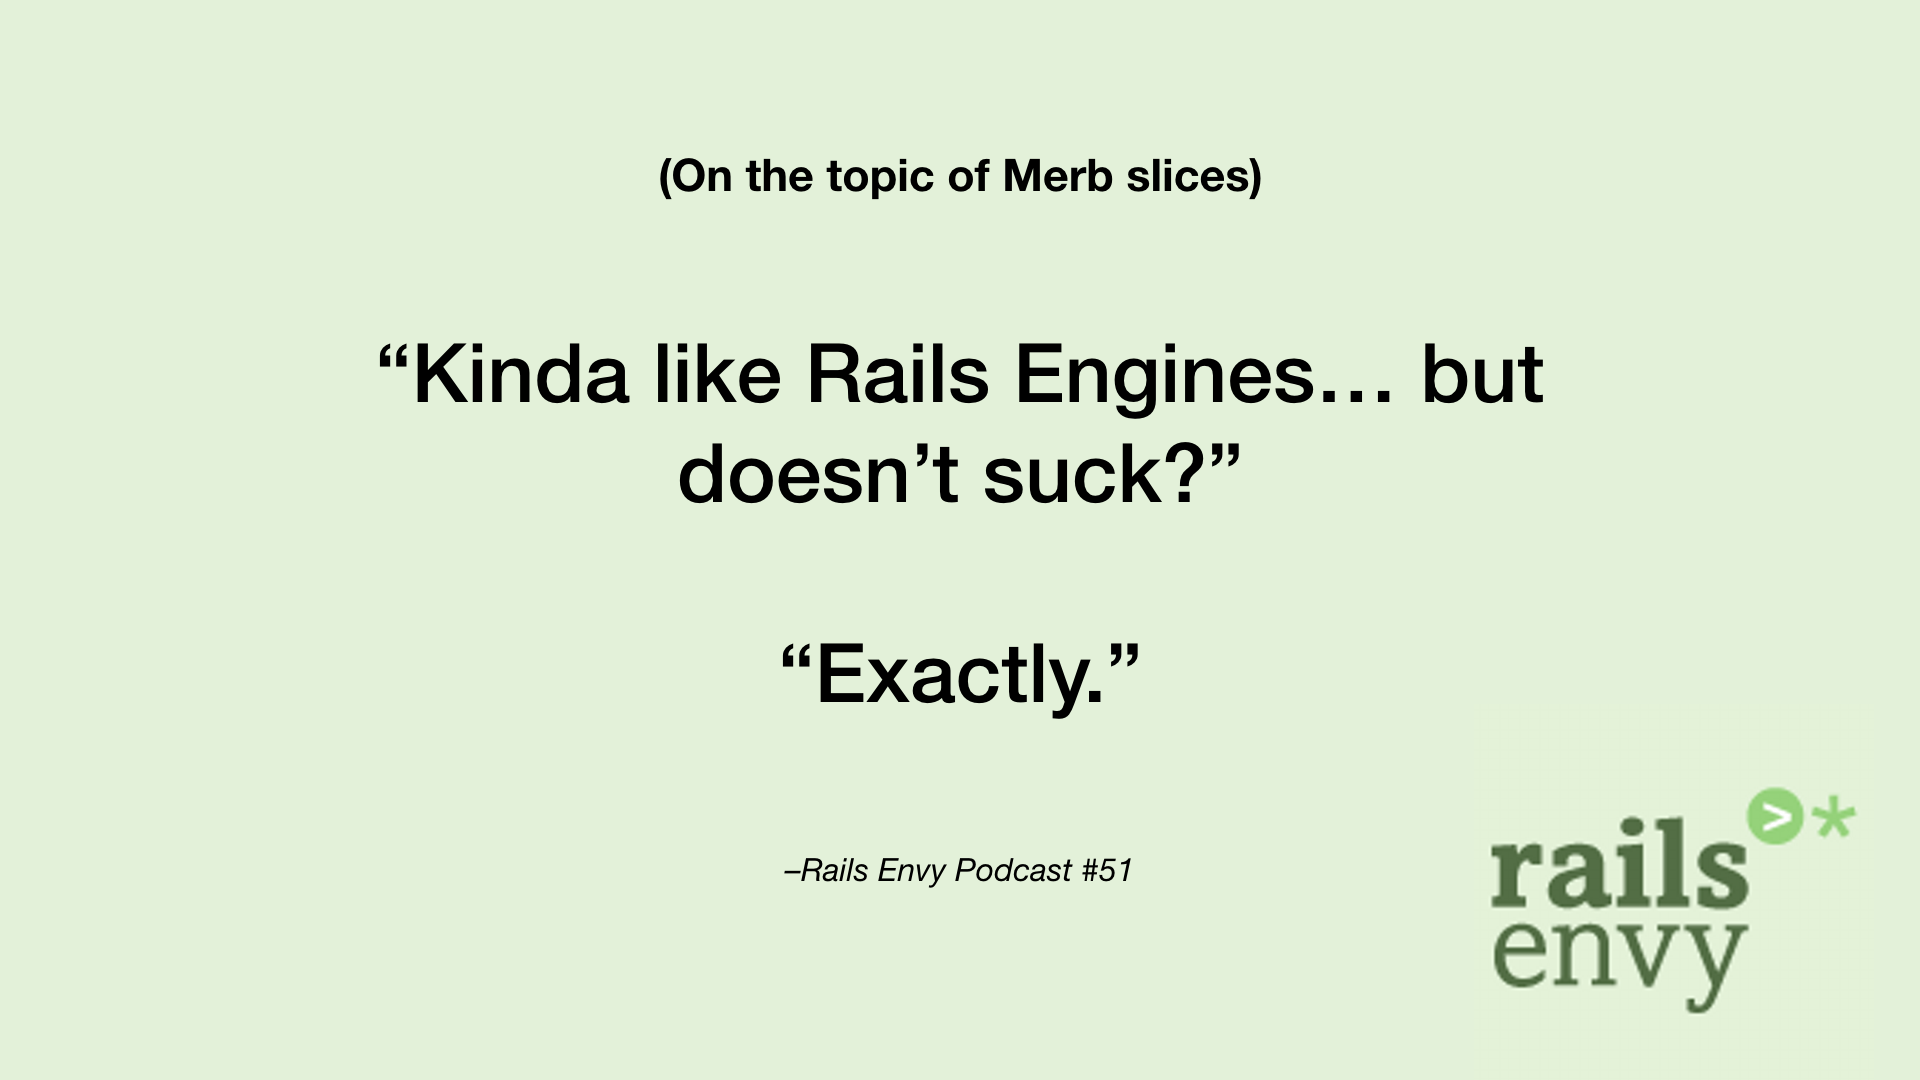 (On the topic of Merb slices)
“Kinda like Rails Engines… but
doesn’t suck?”
“Exactly.”
–Rails Envy Podcast #51
rails>*
envy